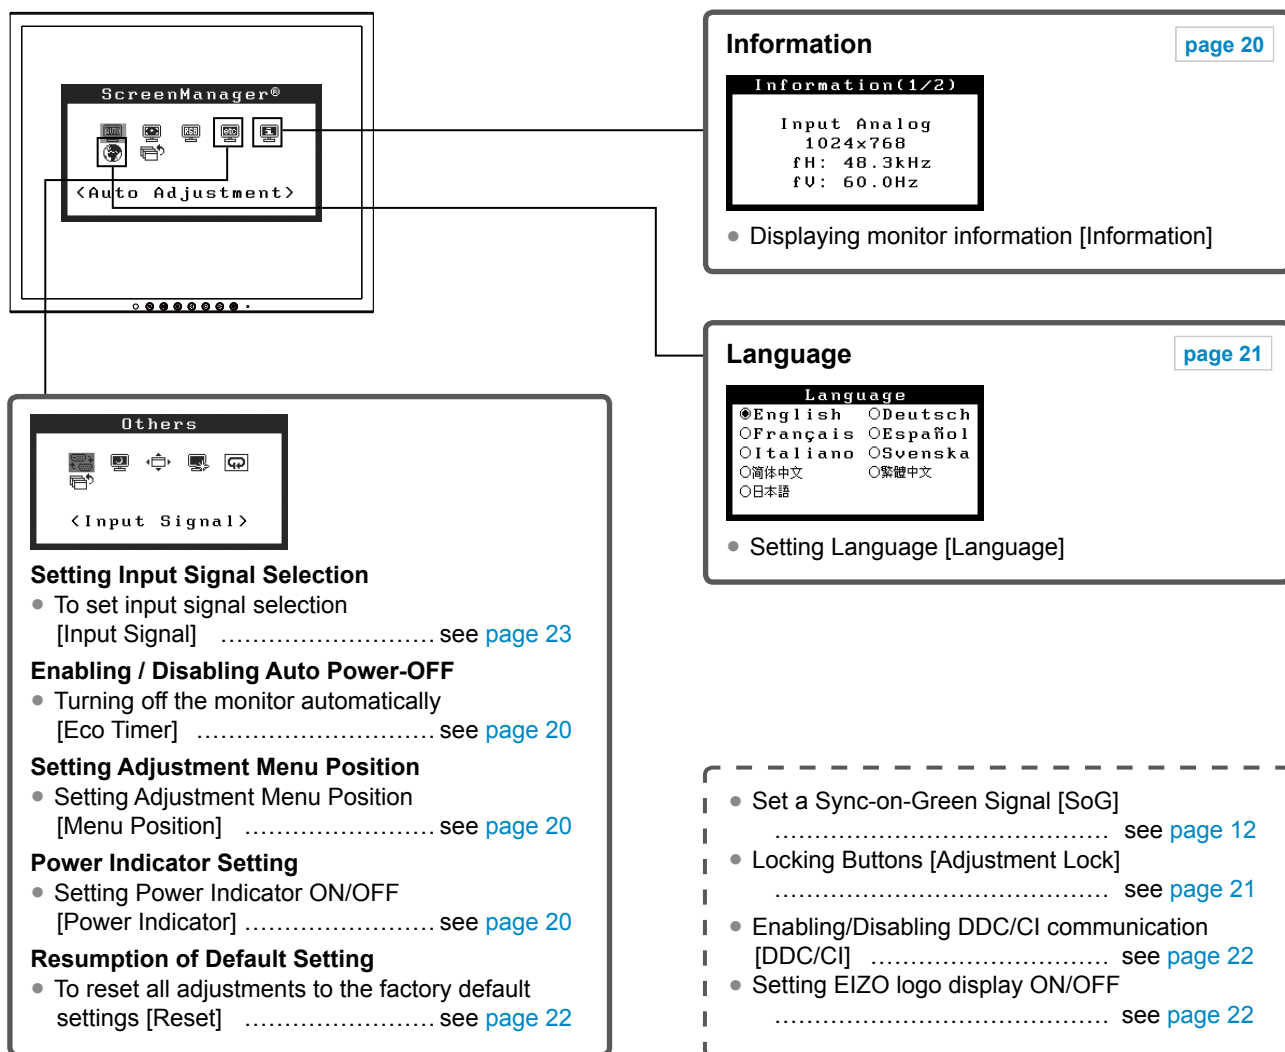 ScreenManager®
<Auto Adjustment>
Information
page 20
Information(1/2)
Input Analog
1024x768
fH: 48.3kHz
fV: 60.0Hz
• Displaying monitor information [Information]
Language
page 21
Language
◉English ○Deutsch
○Français ○Español
○Italiano ○Svenska
○简体中文 ○繁體中文
○日本語
• Setting Language [Language]
Others
<Input Signal>
Setting Input Signal Selection
• To set input signal selection
[Input Signal] ……………………… see page 23
Enabling / Disabling Auto Power-OFF
• Turning off the monitor automatically
[Eco Timer] ………………………… see page 20
Setting Adjustment Menu Position
• Setting Adjustment Menu Position
[Menu Position] …………………… see page 20
Power Indicator Setting
• Setting Power Indicator ON/OFF
[Power Indicator] …………………… see page 20
Resumption of Default Setting
• To reset all adjustments to the factory default
settings [Reset] …………………… see page 22
• Set a Sync-on-Green Signal [SoG]
…………………………………… see page 12
• Locking Buttons [Adjustment Lock]
…………………………………… see page 21
• Enabling/Disabling DDC/CI communication
[DDC/CI] ………………………… see page 22
• Setting EIZO logo display ON/OFF
…………………………………… see page 22